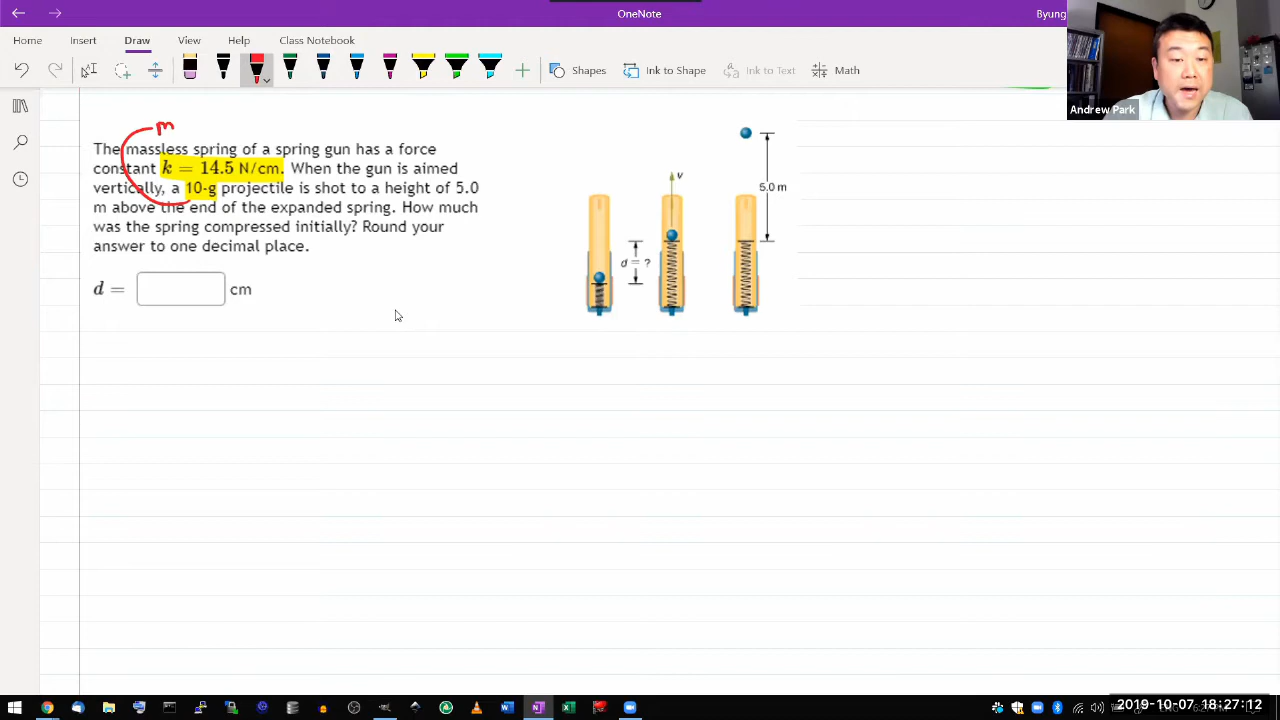 OneNote
Byung
Home Insert Draw View Help Class Notebook
Shapes Ink to Shape Ink to Text Math
Andrew Park
m
The massless spring of a spring gun has a force
constant k = 14.5 N/cm. When the gun is aimed
vertically, a 10-g projectile is shot to a height of 5.0
m above the end of the expanded spring. How much
was the spring compressed initially? Round your
answer to one decimal place.
d = cm
v
5.0 m
d = ?
2019-10-07 18:27:12